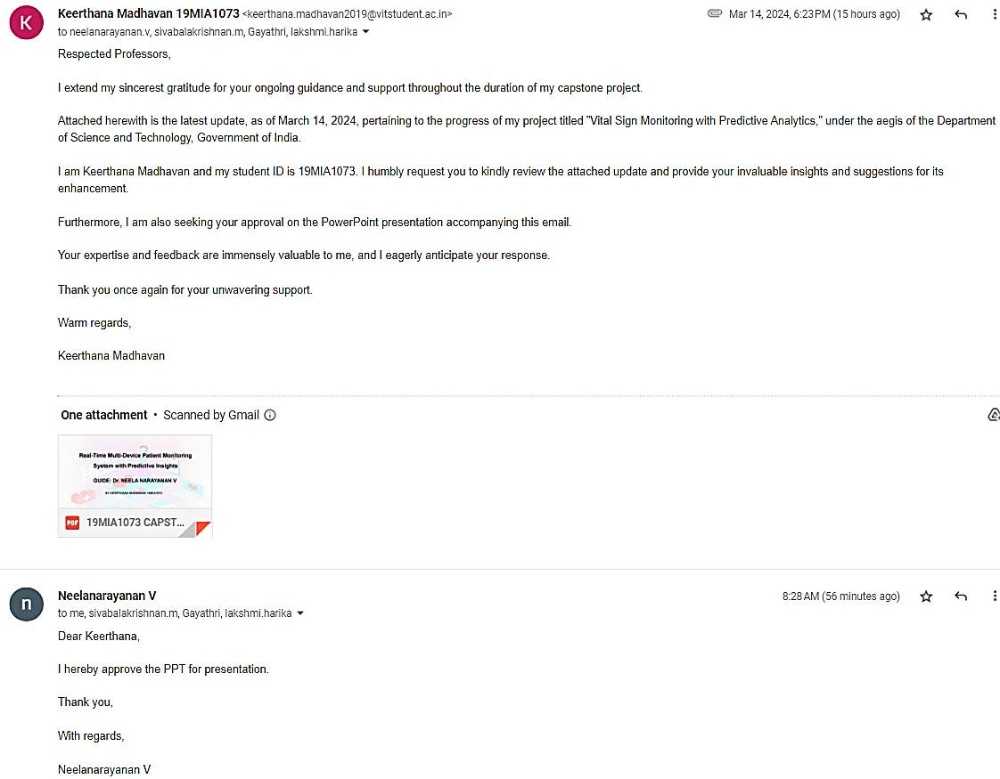 K
Keerthana Madhavan 19MIA1073 <keerthana.madhavan2019@vitstudent.ac.in>
Mar 14, 2024, 6:23 PM (15 hours ago)
to neelanarayanan.v, sivabalakrishnan.m, Gayathri, lakshmi.harika
Respected Professors,
I extend my sincerest gratitude for your ongoing guidance and support throughout the duration of my capstone project.
Attached herewith is the latest update, as of March 14, 2024, pertaining to the progress of my project titled "Vital Sign Monitoring with Predictive Analytics," under the aegis of the Department
of Science and Technology, Government of India.
I am Keerthana Madhavan and my student ID is 19MIA1073. I humbly request you to kindly review the attached update and provide your invaluable insights and suggestions for its
enhancement.
Furthermore, I am also seeking your approval on the PowerPoint presentation accompanying this email.
Your expertise and feedback are immensely valuable to me, and I eagerly anticipate your response.
Thank you once again for your unwavering support.
Warm regards,
Keerthana Madhavan
One attachment • Scanned by Gmail
Real-Time Multi-Device Patient Monitoring
System with Predictive Insights
GUIDE: Dr. NEELA NARAYANAN V
BY KEERTHANA MADHAVAN 19MIA1073
PDF 19MIA1073 CAPST...
n
Neelanarayanan V
8:28 AM (56 minutes ago)
to me, sivabalakrishnan.m, Gayathri, lakshmi.harika
Dear Keerthana,
I hereby approve the PPT for presentation.
Thank you,
With regards,
Neelanarayanan V